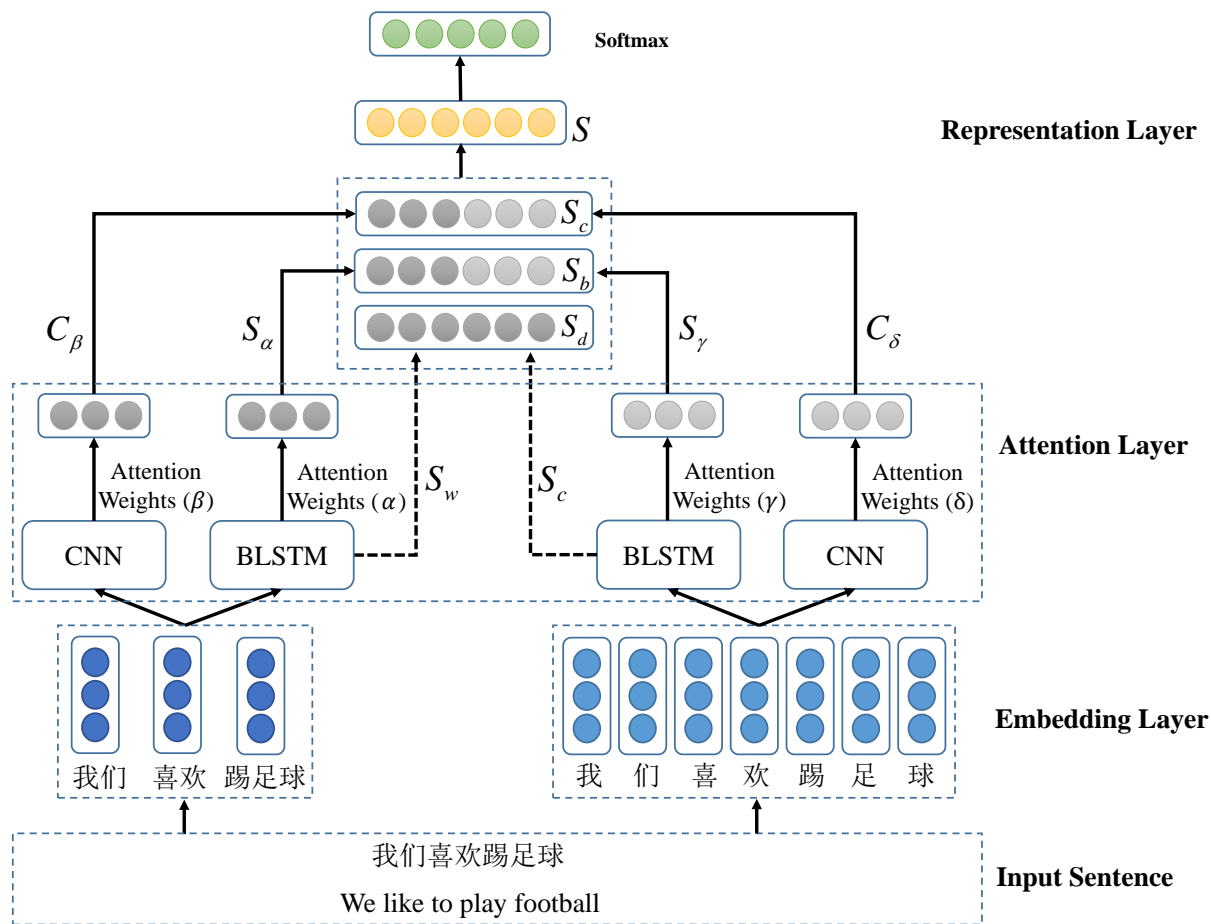 Softmax
S
Representation Layer
S_c
S_b
S_d
C_β
S_α
S_γ
C_δ
Attention Layer
Attention Weights (β)
Attention Weights (α)
S_w
S_c
Attention Weights (γ)
Attention Weights (δ)
CNN
BLSTM
BLSTM
CNN
Embedding Layer
我们 喜欢 踢足球
我 们 喜 欢 踢 足 球
我们喜欢踢足球
We like to play football
Input Sentence